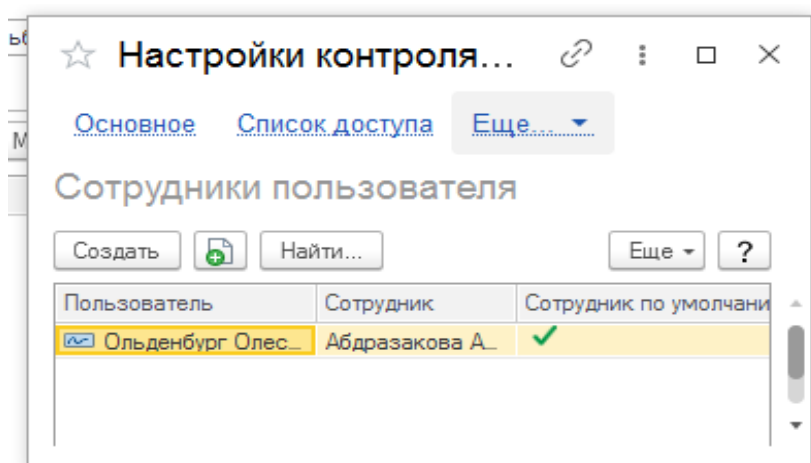 Настройки контроля...
Основное Список доступа Еще...
Сотрудники пользователя
Создать Найти... Еще ?
Пользователь Сотрудник Сотрудник по умолчани
Ольденбург Олес... Абдразакова А...